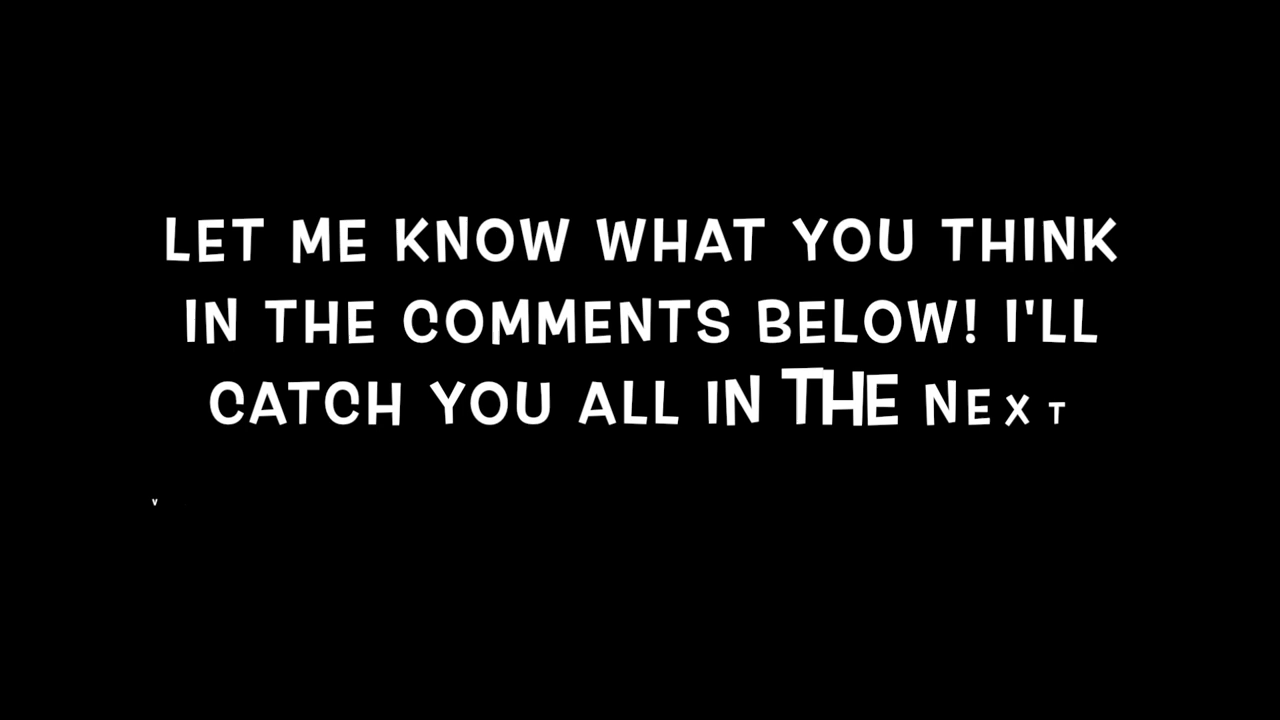 LET ME KNOW WHAT YOU THINK
IN THE COMMENTS BELOW! I'LL
CATCH YOU ALL IN THE NEXT
V